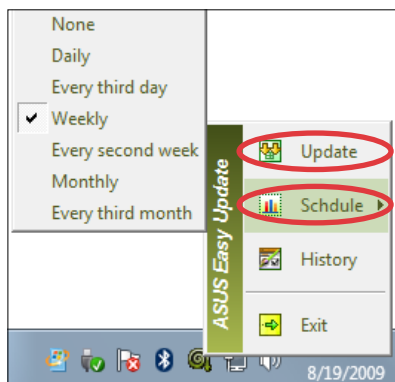 None
Daily
Every third day
Weekly
Every second week
Monthly
Every third month
ASUS Easy Update
Update
Schdule
History
Exit
8/19/2009